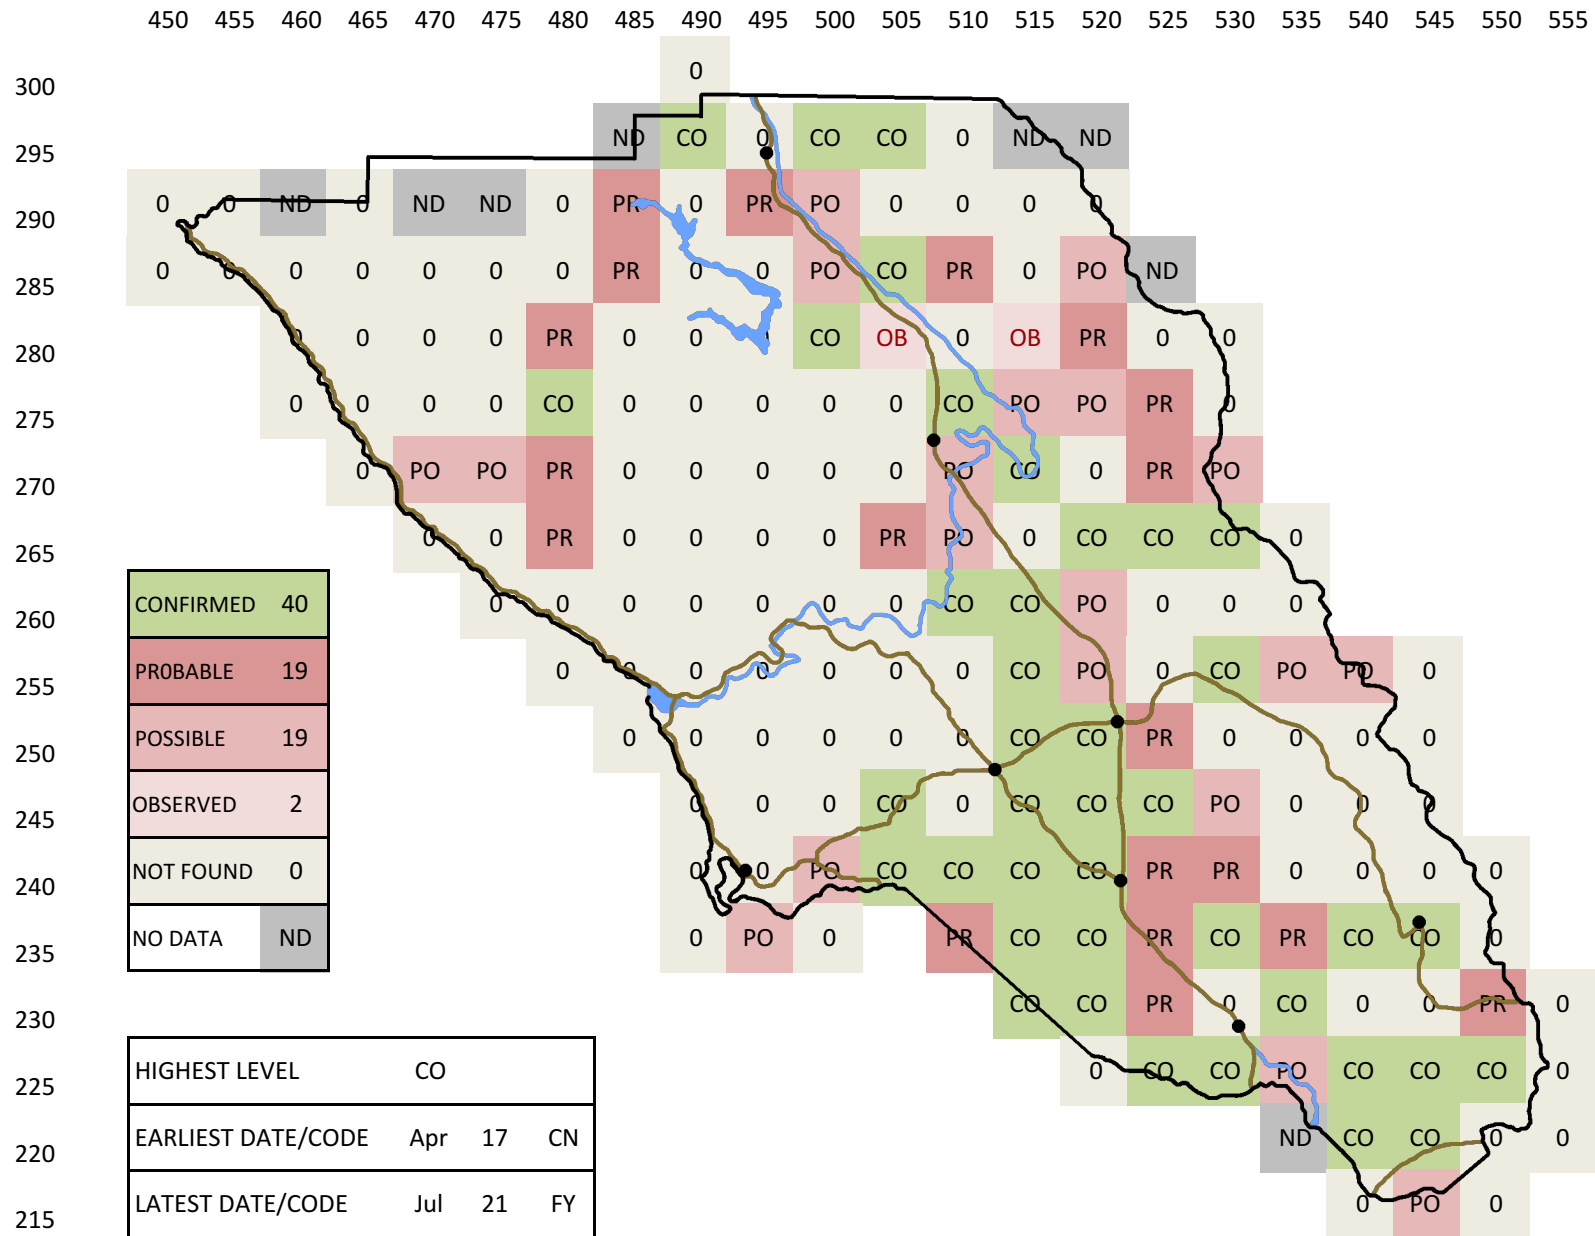 450 455 460 465 470 475 480 485 490 495 500 505 510 515 520 525 530 535 540 545 550 555
0
300
ND CO 0 CO CO 0 ND ND
295
0 0 ND 0 ND ND 0 PR 0 PR PO 0 0 0 0
290
0 0 0 0 0 0 0 PR 0 0 PO CO PR 0 PO ND
285
0 0 0 0 PR 0 0 0 CO OB 0 OB PR 0 0
280
0 0 0 0 CO 0 0 0 0 0 CO PO PO PR 0
275
0 PO PO PR 0 0 0 0 0 PO CO 0 PR PO
270
0 0 PR 0 0 0 0 PR PO 0 CO CO CO 0
265
CONFIRMED 40
0 0 0 0 0 0 0 CO CO PO 0 0 0
260
PR0BABLE 19
0 0 0 0 0 0 0 CO PO 0 CO PO PO 0
255
POSSIBLE 19
0 0 0 0 0 0 CO CO PR 0 0 0 0
250
OBSERVED 2
0 0 0 CO 0 CO CO CO PO 0 0 0
245
NOT FOUND 0
0 0 PO CO CO CO CO PR PR 0 0 0 0
240
NO DATA ND
0 PO 0 PR CO CO PR CO PR CO CO 0
235
CO CO PR 0 CO 0 0 PR 0
230
HIGHEST LEVEL CO
0 CO CO PO CO CO CO 0
225
EARLIEST DATE/CODE Apr 17 CN
ND CO CO 0 0
220
LATEST DATE/CODE Jul 21 FY
0 PO 0
215